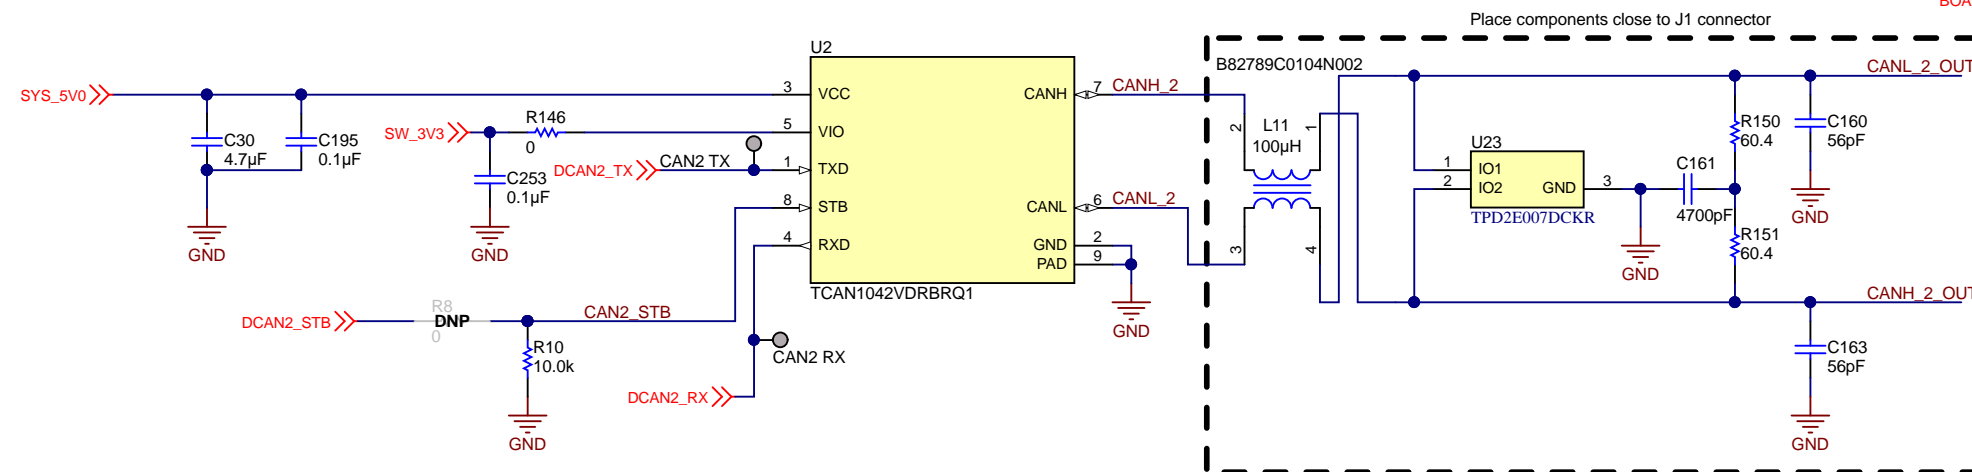 Place components close to J1 connector
BOA
U2
B82789C0104N002
CANL_2_OUT
SYS_5V0
3
VCC
CANH
7
CANH_2
R146
0
SW_3V3
5
VIO
C30
4.7µF
C195
0.1µF
2
L11
100µH
1
R150
60.4
C160
56pF
U23
DCAN2_TX
CAN2 TX
1
TXD
C253
0.1µF
1
IO1
2
IO2
GND
3
C161
4700pF
TPD2E007DCKR
8
STB
CANL
6
CANL_2
4
RXD
GND
2
PAD
9
3
4
R151
60.4
GND
GND
GND
GND
GND
TCAN1042VDRBRQ1
CANH_2_OUT
R8
DNP
0
DCAN2_STB
CAN2_STB
GND
R10
10.0k
CAN2 RX
C163
56pF
DCAN2_RX
GND
GND